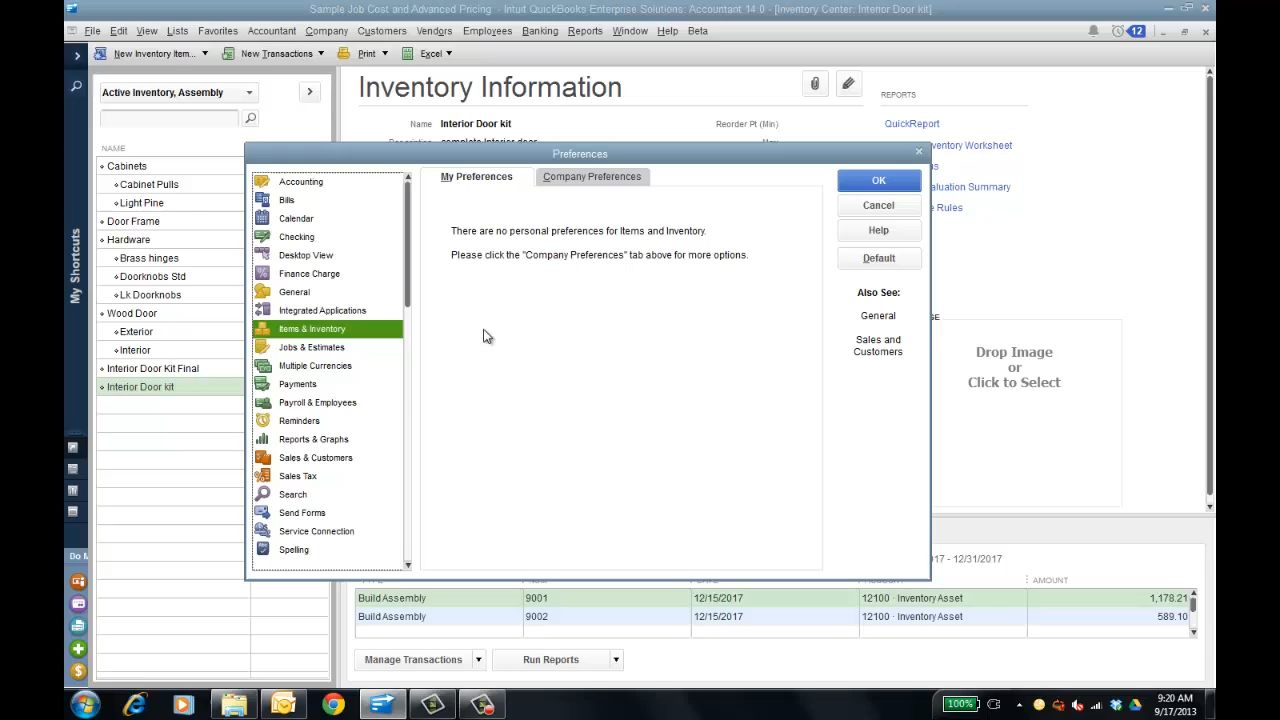 Sample Job Cost and Advanced Pricing - Intuit QuickBooks Enterprise Solutions: Accountant 14.0 - [Inventory Center: Interior Door kit]
File Edit View Lists Favorites Accountant Company Customers Vendors Employees Banking Reports Window Help Beta
12
New Inventory Item... New Transactions Print Excel
Active Inventory, Assembly
NAME
Cabinets
Cabinet Pulls
Light Pine
Door Frame
Hardware
Brass hinges
Doorknobs Std
Lk Doorknobs
Wood Door
Exterior
Interior
Interior Door Kit Final
Interior Door kit
My Shortcuts
Do M
Inventory Information
Name Interior Door kit
Reorder Pt (Min)
REPORTS
QuickReport
ventory Worksheet
aluation Summary
e Rules
Preferences
Accounting
Bills
Calendar
Checking
Desktop View
Finance Charge
General
Integrated Applications
Items & Inventory
Jobs & Estimates
Multiple Currencies
Payments
Payroll & Employees
Reminders
Reports & Graphs
Sales & Customers
Sales Tax
Search
Send Forms
Service Connection
Spelling
My Preferences
Company Preferences
There are no personal preferences for Items and Inventory.
Please click the "Company Preferences" tab above for more options.
OK
Cancel
Help
Default
Also See:
General
Sales and
Customers
GE
Drop Image
or
Click to Select
017 - 12/31/2017
AMOUNT
Build Assembly 9001 12/15/2017 12100 · Inventory Asset 1,178.21
Build Assembly 9002 12/15/2017 12100 · Inventory Asset 589.10
Manage Transactions
Run Reports
100%
9:20 AM
9/17/2013